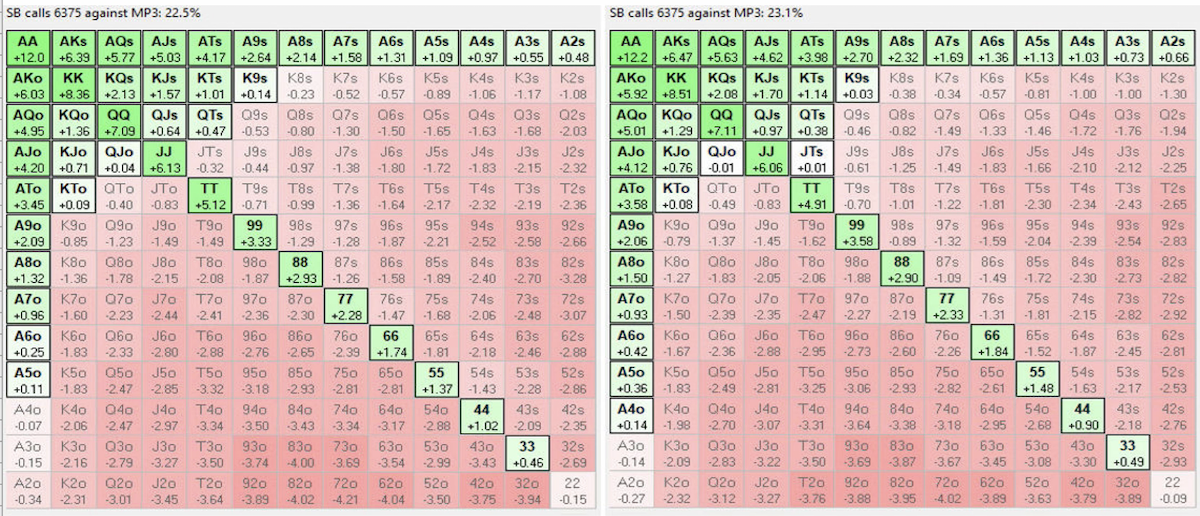 SB calls 6375 against MP3: 22.5%
AA AKs AQs AJs ATs A9s A8s A7s A6s A5s A4s A3s A2s
+12.0 +6.39 +5.77 +5.03 +4.17 +2.64 +2.14 +1.58 +1.31 +1.09 +0.97 +0.55 +0.48
AKo KK KQs KJs KTs K9s K8s K7s K6s K5s K4s K3s K2s
+6.03 +8.36 +2.13 +1.57 +1.01 +0.14 -0.23 -0.52 -0.57 -0.89 -1.06 -1.17 -1.08
AQo KQo QQ QJs QTs Q9s Q8s Q7s Q6s Q5s Q4s Q3s Q2s
+4.95 +1.36 +7.09 +0.64 +0.47 -0.53 -0.80 -1.30 -1.50 -1.65 -1.63 -1.68 -2.03
AJo KJo QJo JJ JTs J9s J8s J7s J6s J5s J4s J3s J2s
+4.20 +0.71 +0.04 +6.13 -0.32 -0.44 -0.97 -1.38 -1.80 -1.72 -1.83 -2.15 -2.32
ATo KTo QTo JTo TT T9s T8s T7s T6s T5s T4s T3s T2s
+3.45 +0.09 -0.40 -0.83 +5.12 -0.71 -0.99 -1.36 -1.64 -2.17 -2.32 -2.19 -2.36
A9o K9o Q9o J9o T9o 99 98s 97s 96s 95s 94s 93s 92s
+2.09 -0.85 -1.23 -1.49 -1.49 +3.33 -1.29 -1.28 -1.87 -2.21 -2.52 -2.58 -2.66
A8o K8o Q8o J8o T8o 98o 88 87s 86s 85s 84s 83s 82s
+1.32 -1.36 -1.78 -2.15 -2.08 -1.87 +2.93 -1.26 -1.58 -1.89 -2.40 -2.70 -3.28
A7o K7o Q7o J7o T7o 97o 87o 77 76s 75s 74s 73s 72s
+0.96 -1.60 -2.23 -2.44 -2.41 -2.36 -2.30 +2.28 -1.47 -1.68 -2.06 -2.48 -3.07
A6o K6o Q6o J6o T6o 96o 86o 76o 66 65s 64s 63s 62s
+0.25 -1.83 -2.33 -2.80 -2.88 -2.76 -2.65 -2.39 +1.74 -1.81 -2.18 -2.46 -2.88
A5o K5o Q5o J5o T5o 95o 85o 75o 65o 55 54s 53s 52s
+0.11 -1.83 -2.47 -2.85 -3.32 -3.18 -2.93 -2.81 -2.81 +1.37 -1.43 -2.28 -2.86
A4o K4o Q4o J4o T4o 94o 84o 74o 64o 54o 44 43s 42s
-0.07 -2.06 -2.47 -2.97 -3.34 -3.50 -3.43 -3.34 -3.17 -2.88 +1.02 -2.09 -2.35
A3o K3o Q3o J3o T3o 93o 83o 73o 63o 53o 43o 33 32s
-0.15 -2.16 -2.79 -3.27 -3.50 -3.74 -4.00 -3.69 -3.54 -2.99 -3.43 +0.46 -2.69
A2o K2o Q2o J2o T2o 92o 82o 72o 62o 52o 42o 32o 22
-0.34 -2.31 -3.01 -3.45 -3.64 -3.89 -4.02 -4.21 -4.04 -3.50 -3.75 -3.94 -0.15
SB calls 6375 against MP3: 23.1%
AA AKs AQs AJs ATs A9s A8s A7s A6s A5s A4s A3s A2s
+12.2 +6.47 +5.63 +4.62 +3.98 +2.70 +2.32 +1.69 +1.36 +1.13 +1.03 +0.73 +0.66
AKo KK KQs KJs KTs K9s K8s K7s K6s K5s K4s K3s K2s
+5.92 +8.51 +2.08 +1.70 +1.14 +0.03 -0.38 -0.34 -0.57 -0.81 -1.00 -1.00 -1.30
AQo KQo QQ QJs QTs Q9s Q8s Q7s Q6s Q5s Q4s Q3s Q2s
+5.01 +1.29 +7.11 +0.97 +0.38 -0.46 -0.82 -1.49 -1.33 -1.46 -1.72 -1.76 -1.94
AJo KJo QJo JJ JTs J9s J8s J7s J6s J5s J4s J3s J2s
+4.12 +0.76 -0.01 +6.06 +0.01 -0.61 -1.25 -1.49 -1.83 -1.66 -2.10 -2.12 -2.25
ATo KTo QTo JTo TT T9s T8s T7s T6s T5s T4s T3s T2s
+3.58 +0.08 -0.49 -0.83 +4.91 -0.70 -1.01 -1.22 -1.81 -2.30 -2.34 -2.43 -2.65
A9o K9o Q9o J9o T9o 99 98s 97s 96s 95s 94s 93s 92s
+2.06 -0.79 -1.37 -1.45 -1.62 +3.58 -0.89 -1.32 -1.59 -2.04 -2.39 -2.54 -2.83
A8o K8o Q8o J8o T8o 98o 88 87s 86s 85s 84s 83s 82s
+1.50 -1.27 -1.83 -2.05 -2.06 -1.88 +2.90 -1.09 -1.49 -1.72 -2.30 -2.73 -2.82
A7o K7o Q7o J7o T7o 97o 87o 77 76s 75s 74s 73s 72s
+0.93 -1.50 -2.39 -2.35 -2.47 -2.27 -2.19 +2.33 -1.31 -1.81 -2.15 -2.82 -2.92
A6o K6o Q6o J6o T6o 96o 86o 76o 66 65s 64s 63s 62s
+0.42 -1.67 -2.36 -2.88 -2.95 -2.73 -2.60 -2.26 +1.84 -1.52 -1.87 -2.45 -2.81
A5o K5o Q5o J5o T5o 95o 85o 75o 65o 55 54s 53s 52s
+0.36 -1.83 -2.49 -2.81 -3.25 -3.06 -2.93 -2.82 -2.61 +1.48 -1.63 -2.17 -2.53
A4o K4o Q4o J4o T4o 94o 84o 74o 64o 54o 44 43s 42s
+0.14 -1.98 -2.70 -3.07 -3.31 -3.64 -3.38 -3.18 -2.95 -2.68 +0.90 -2.18 -2.76
A3o K3o Q3o J3o T3o 93o 83o 73o 63o 53o 43o 33 32s
-0.14 -2.09 -2.83 -3.22 -3.50 -3.69 -3.87 -3.67 -3.45 -3.08 -3.30 +0.49 -2.93
A2o K2o Q2o J2o T2o 92o 82o 72o 62o 52o 42o 32o 22
-0.27 -2.32 -3.12 -3.27 -3.76 -3.88 -3.95 -4.02 -3.89 -3.63 -3.79 -3.89 -0.09